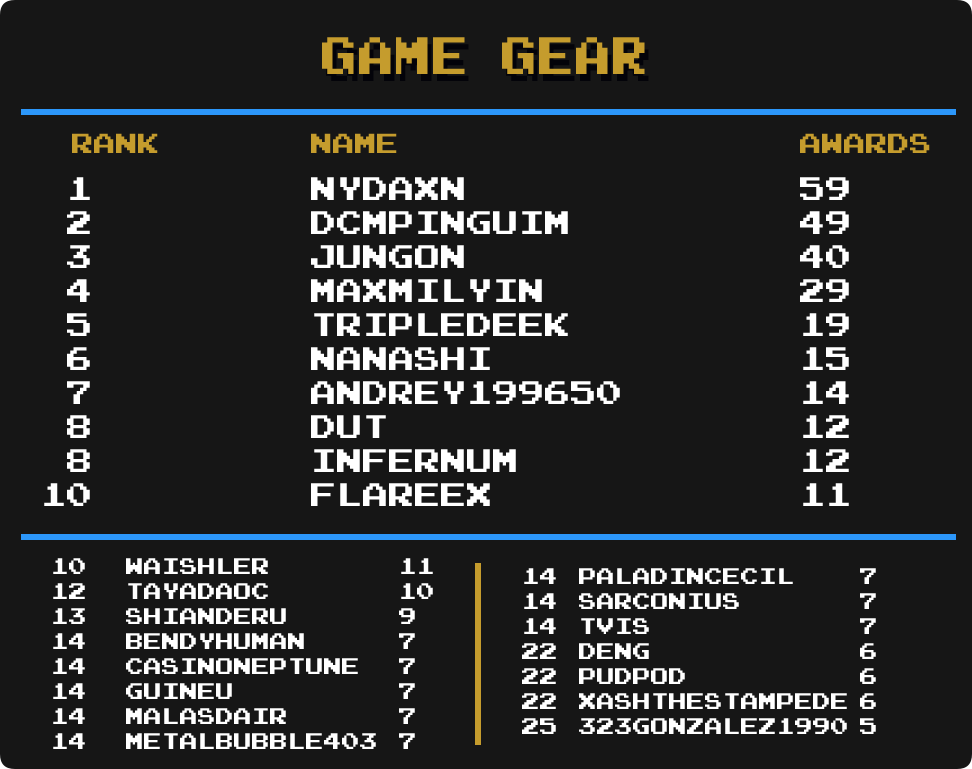 GAME GEAR
RANK NAME AWARDS
1 NYDAXN 59
2 DCMPINGUIM 49
3 JUNGON 40
4 MAXMILYIN 29
5 TRIPLEDEEK 19
6 NANASHI 15
7 ANDREY199650 14
8 DUT 12
8 INFERNUM 12
10 FLAREEX 11
10 WAISHLER 11
12 TAYADAOC 10
13 SHIANDERU 9
14 BENDYHUMAN 7
14 CASINONEPTUNE 7
14 GUINEU 7
14 MALASDAIR 7
14 METALBUBBLE403 7
14 PALADINCECIL 7
14 SARCONIUS 7
14 TVIS 7
22 DENG 6
22 PUDPOD 6
22 XASHTHESTAMPEDE 6
25 323GONZALEZ1990 5